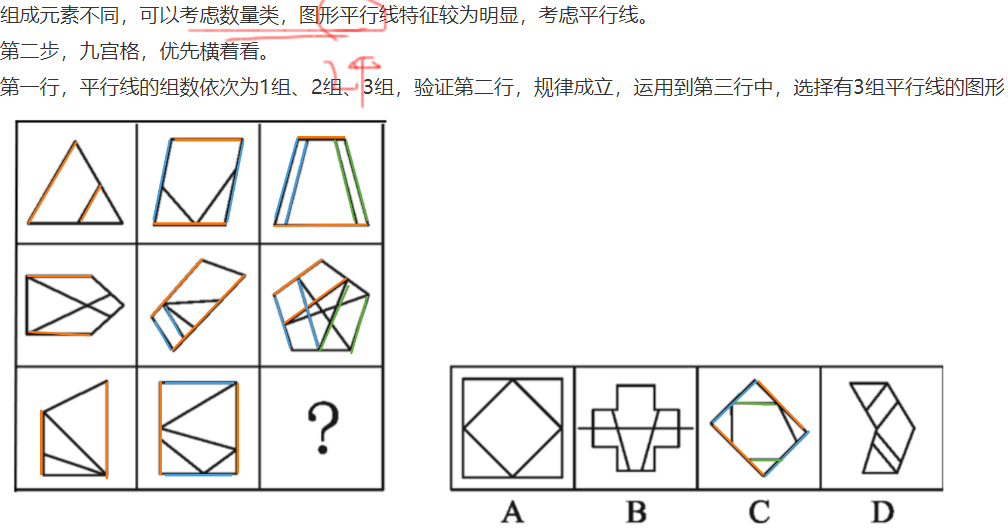 组成元素不同，可以考虑数量类，图形平行线特征较为明显，考虑平行线。
第二步，九宫格，优先横着看。
第一行，平行线的组数依次为1组、2组、3组，验证第二行，规律成立，运用到第三行中，选择有3组平行线的图形
?
A B C D